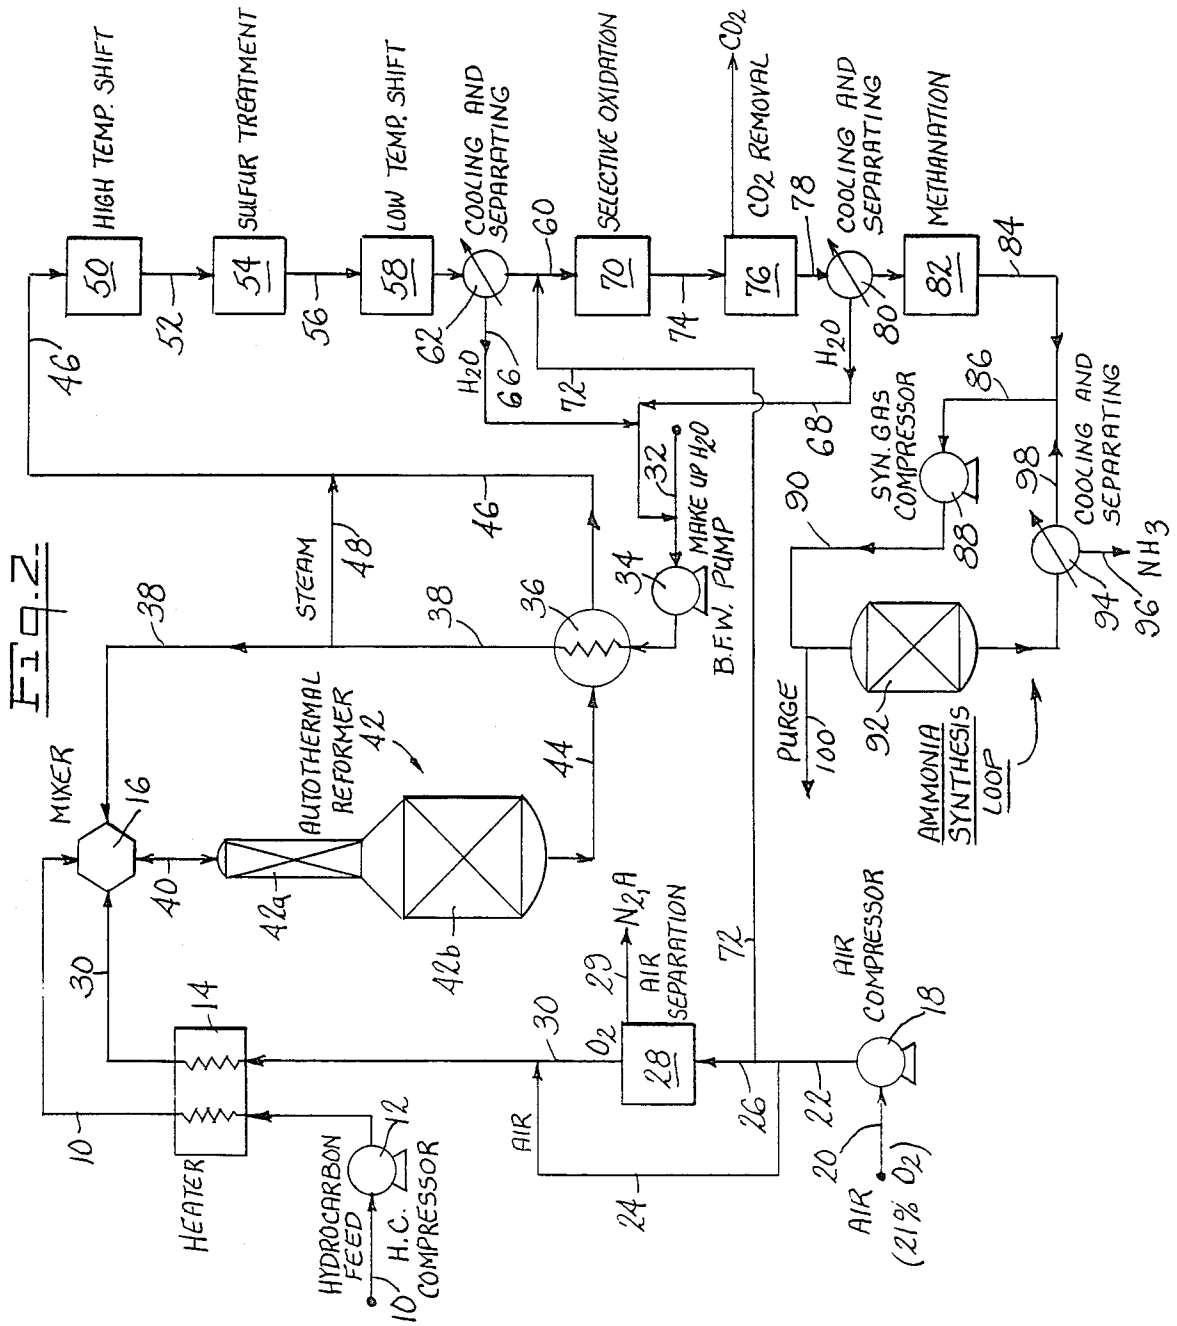 Fig. 2.
HIGH TEMP. SHIFT
50
46
52
SULFUR TREATMENT
54
56
LOW TEMP. SHIFT
58
COOLING AND
SEPARATING
62
H2O
66
60
72
SELECTIVE OXIDATION
70
74
CO2
CO2 REMOVAL
76
78
COOLING AND
SEPARATING
H2O
80
68
METHANATION
82
84
86
SYN. GAS
COMPRESSOR
88
90
98
COOLING AND
SEPARATING
94
96
NH3
38
STEAM
48
46
38
36
32
MAKE UP H2O
34
B.F.W. PUMP
MIXER
16
40
AUTOTHERMAL
REFORMER
42
42a
42b
44
PURGE
100
92
AMMONIA
SYNTHESIS
LOOP
30
14
10
HEATER
HYDROCARBON
FEED
12
10
H.C.
COMPRESSOR
30
O2
29
N2,A
AIR
SEPARATION
28
AIR
24
26
72
22
AIR
COMPRESSOR
18
20
AIR
(21% O2)